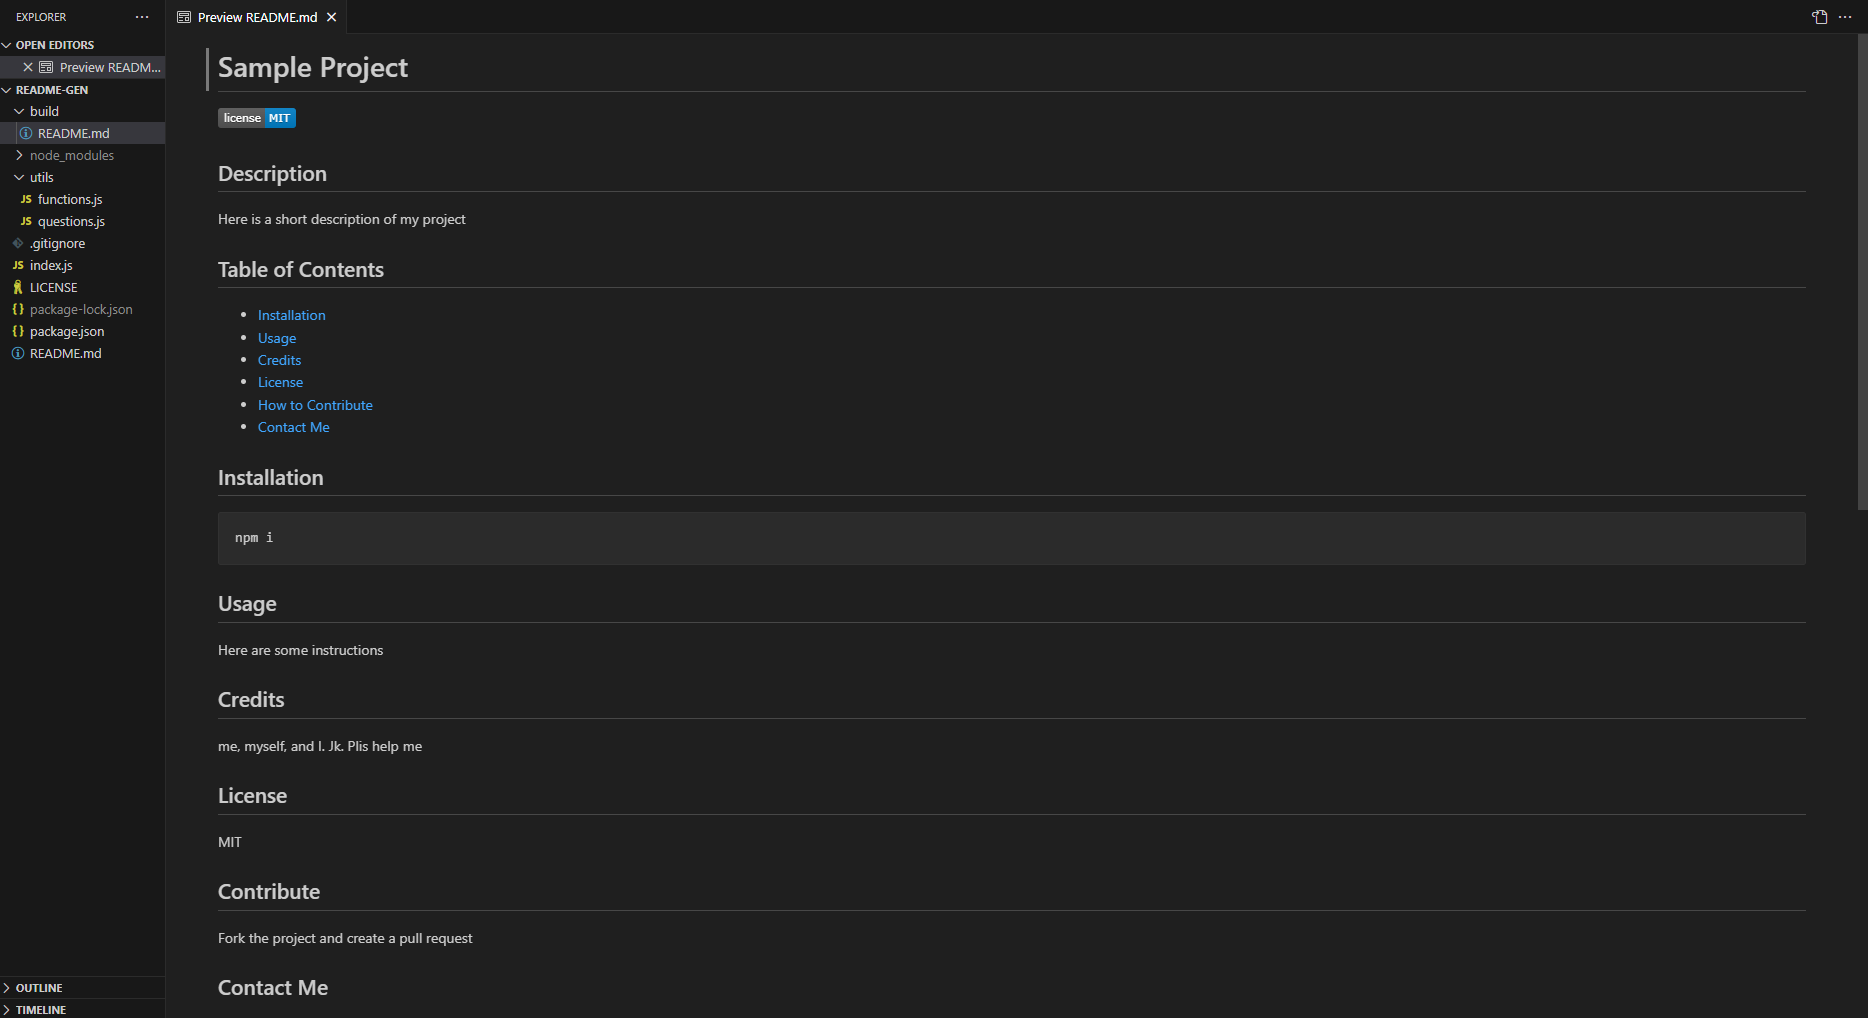 EXPLORER
OPEN EDITORS
Preview READM...
README-GEN
build
README.md
node_modules
utils
JS functions.js
JS questions.js
.gitignore
JS index.js
LICENSE
{} package-lock.json
{} package.json
README.md
OUTLINE
TIMELINE
Preview README.md
Sample Project
license MIT
Description
Here is a short description of my project
Table of Contents
• Installation
• Usage
• Credits
• License
• How to Contribute
• Contact Me
Installation
npm i
Usage
Here are some instructions
Credits
me, myself, and I. Jk. Plis help me
License
MIT
Contribute
Fork the project and create a pull request
Contact Me